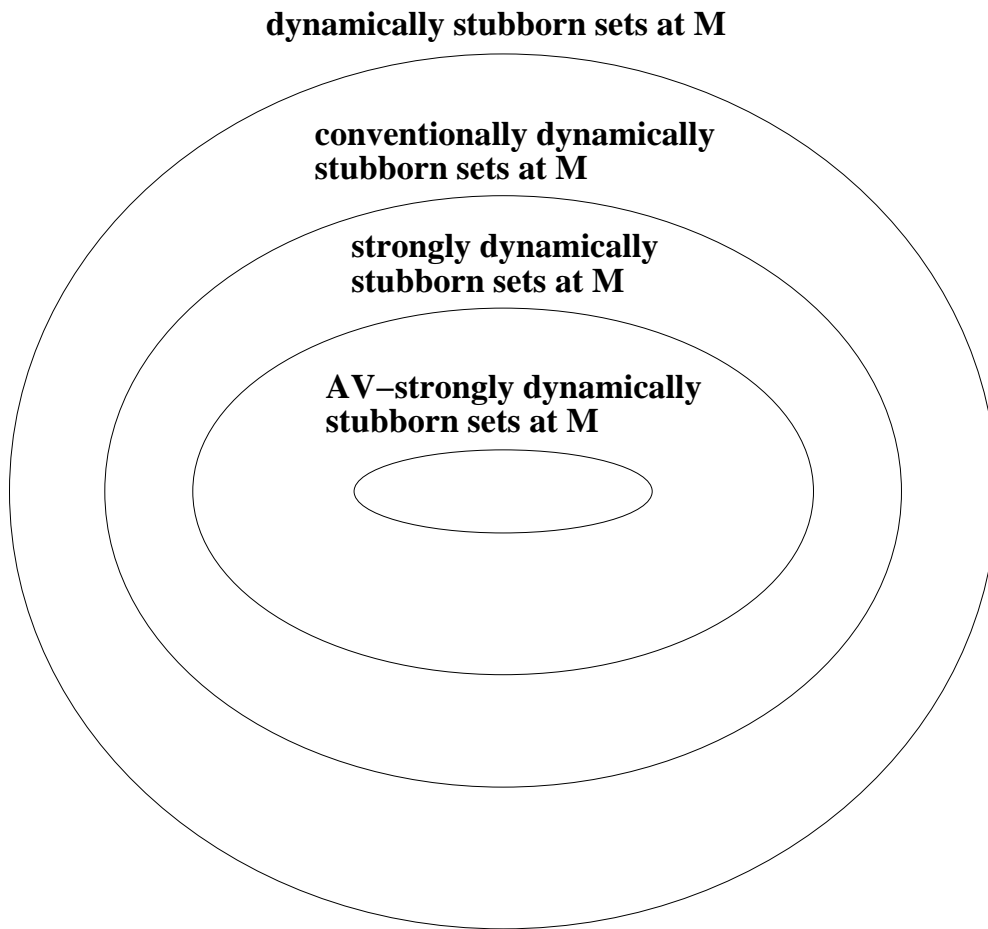 dynamically stubborn sets at M
conventionally dynamically
stubborn sets at M
strongly dynamically
stubborn sets at M
AV−strongly dynamically
stubborn sets at M